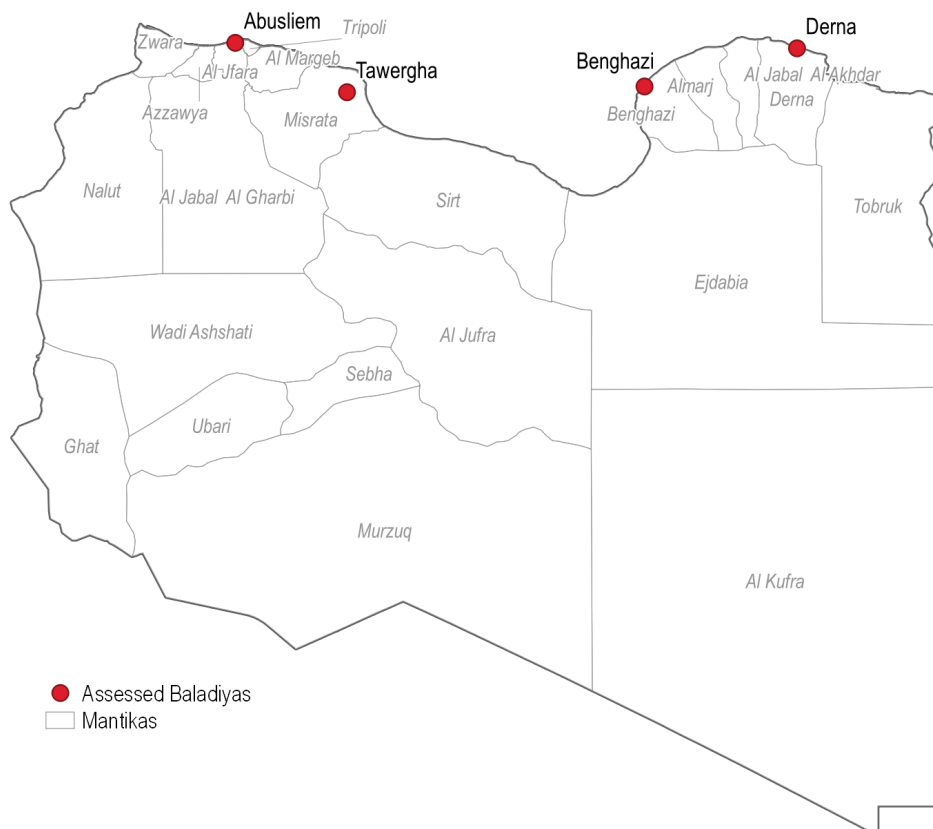 Abusliem
Tripoli
Zwara
Al Jfara
Al Margeb
Tawergha
Azzawya
Misrata
Derna
Benghazi
Almarj
Al Jabal Al Akhdar
Derna
Benghazi
Nalut
Al Jabal Al Gharbi
Sirt
Tobruk
Ejdabia
Wadi Ashshati
Al Jufra
Sebha
Ubari
Ghat
Murzuq
Al Kufra
Assessed Baladiyas
Mantikas